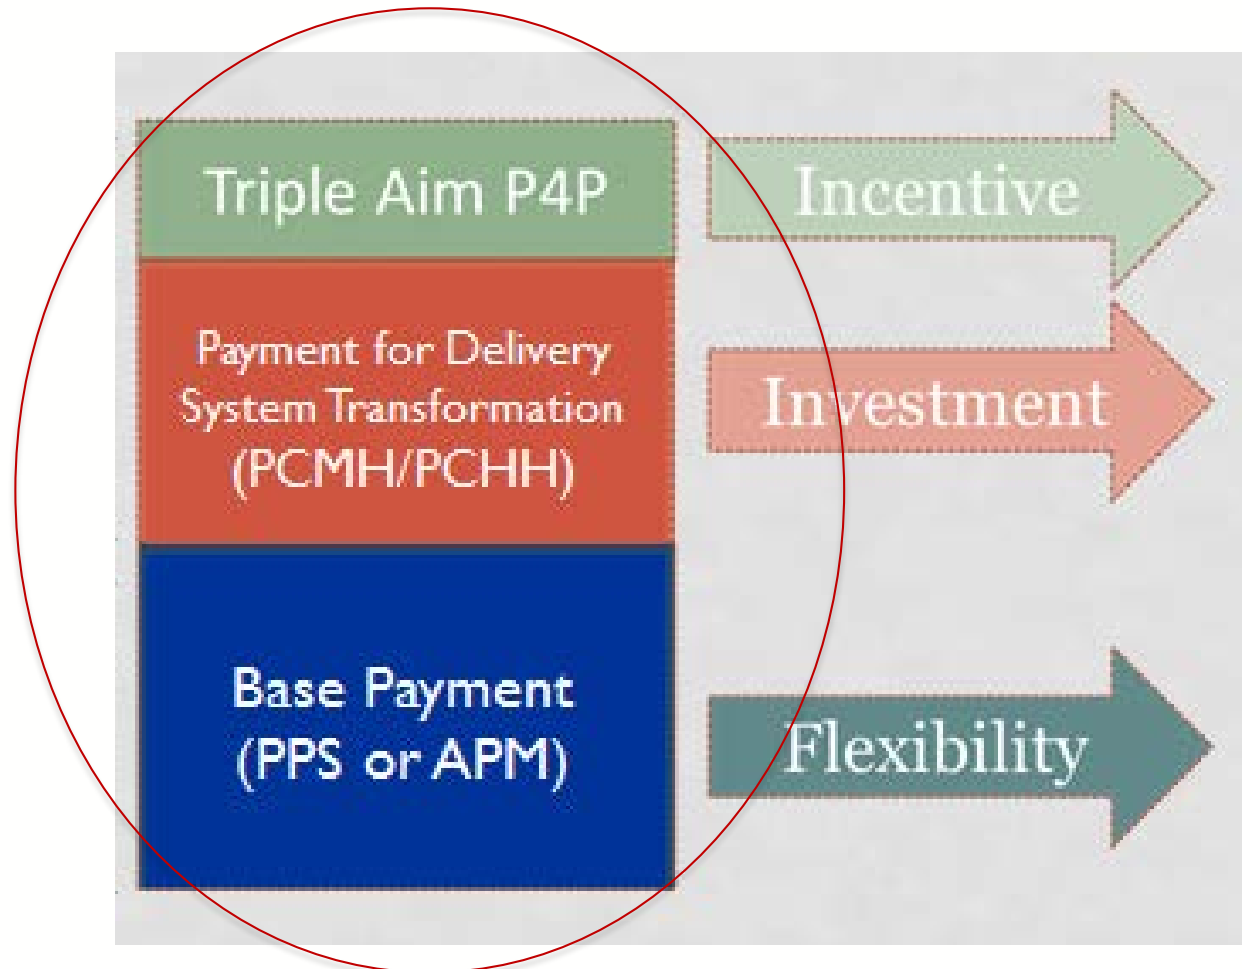 Triple Aim P4P
Incentive
Payment for Delivery
System Transformation
(PCMH/PCHH)
Investment
Base Payment
(PPS or APM)
Flexibility